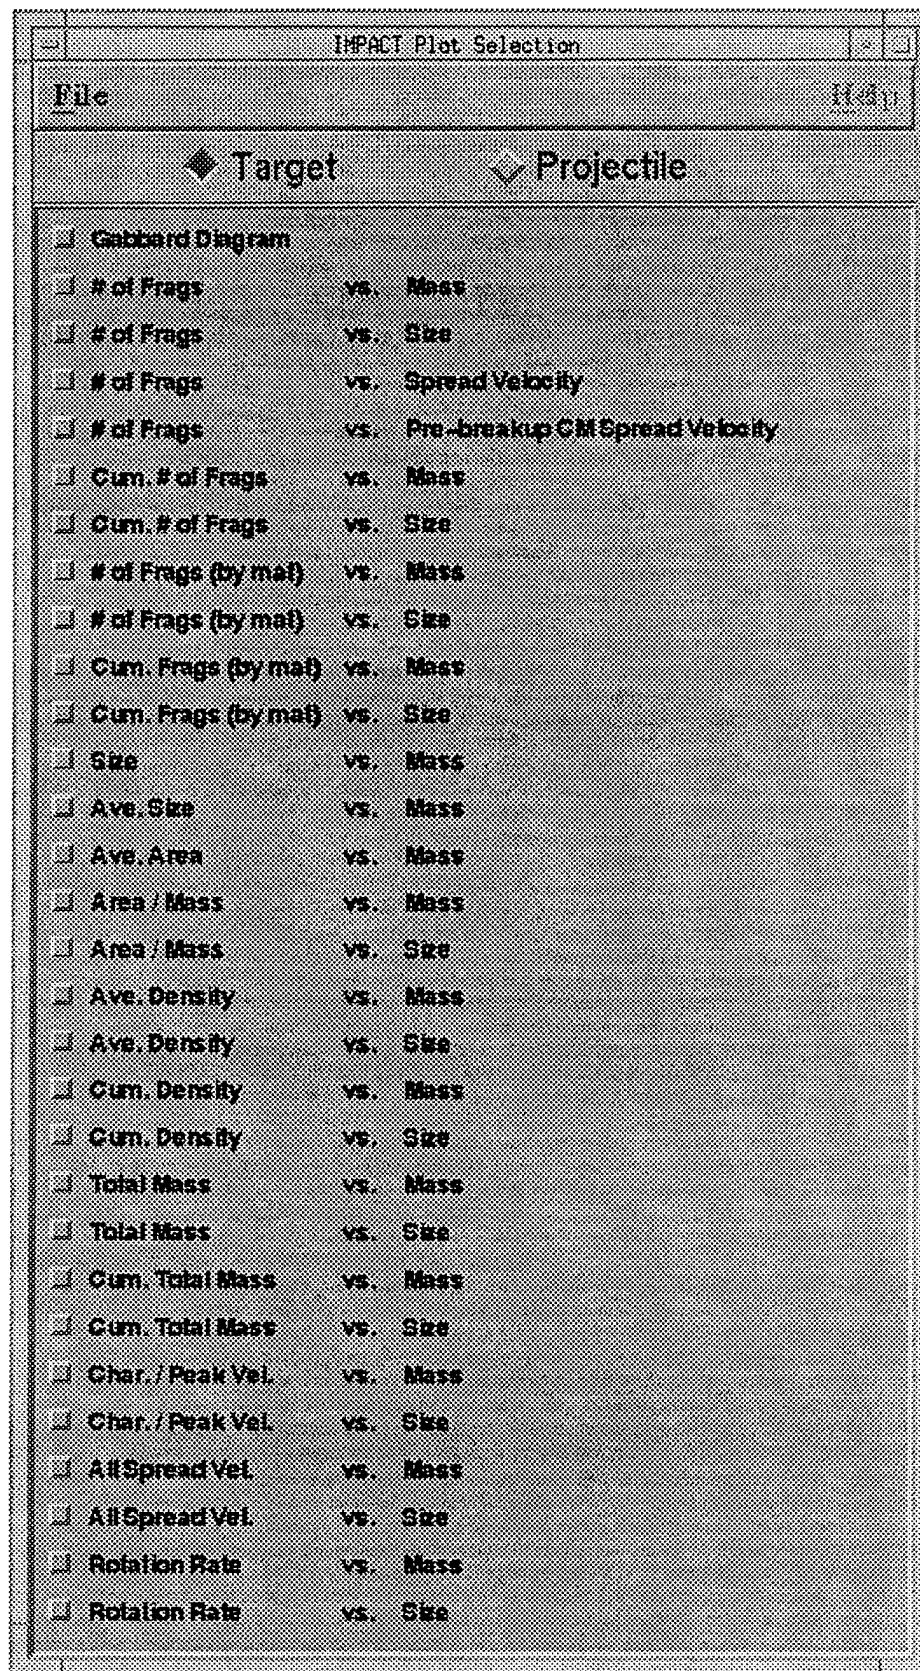 IMPACT Plot Selection
File Help
Target Projectile
Gabbard Diagram
# of Frags vs. Mass
# of Frags vs. Size
# of Frags vs. Spread Velocity
# of Frags vs. Pre-breakup CM Spread Velocity
Cum. # of Frags vs. Mass
Cum. # of Frags vs. Size
# of Frags (by mat) vs. Mass
# of Frags (by mat) vs. Size
Cum. Frags (by mat) vs. Mass
Cum. Frags (by mat) vs. Size
Size vs. Mass
Ave. Size vs. Mass
Ave. Area vs. Mass
Area / Mass vs. Mass
Area / Mass vs. Size
Ave. Density vs. Mass
Ave. Density vs. Size
Cum. Density vs. Mass
Cum. Density vs. Size
Total Mass vs. Mass
Total Mass vs. Size
Cum. Total Mass vs. Mass
Cum. Total Mass vs. Size
Char. / Peak Vel. vs. Mass
Char. / Peak Vel. vs. Size
All Spread Vel. vs. Mass
All Spread Vel. vs. Size
Rotation Rate vs. Mass
Rotation Rate vs. Size